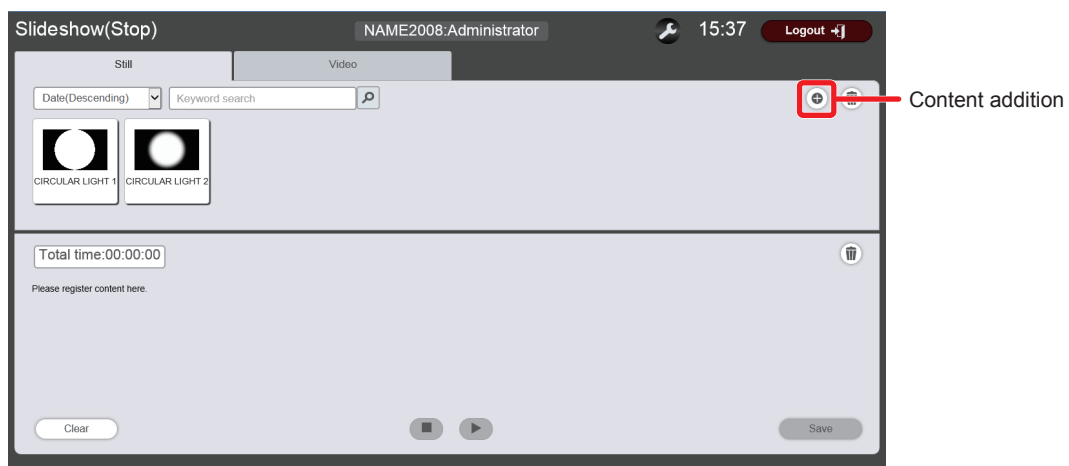 Slideshow(Stop)
NAME2008:Administrator
15:37
Logout
Still
Video
Date(Descending)
Keyword search
Content addition
CIRCULAR LIGHT 1
CIRCULAR LIGHT 2
Total time:00:00:00
Please register content here.
Clear
Save